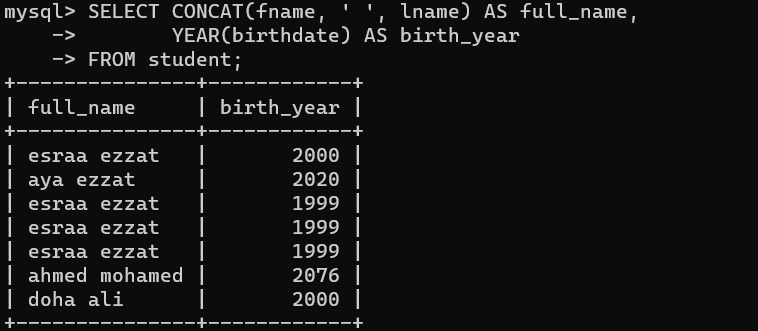 mysql> SELECT CONCAT(fname, ' ', lname) AS full_name,
    ->        YEAR(birthdate) AS birth_year
    -> FROM student;
+---------------+------------+
| full_name     | birth_year |
+---------------+------------+
| esraa ezzat   |       2000 |
| aya ezzat     |       2020 |
| esraa ezzat   |       1999 |
| esraa ezzat   |       1999 |
| esraa ezzat   |       1999 |
| ahmed mohamed |       2076 |
| doha ali      |       2000 |
+---------------+------------+